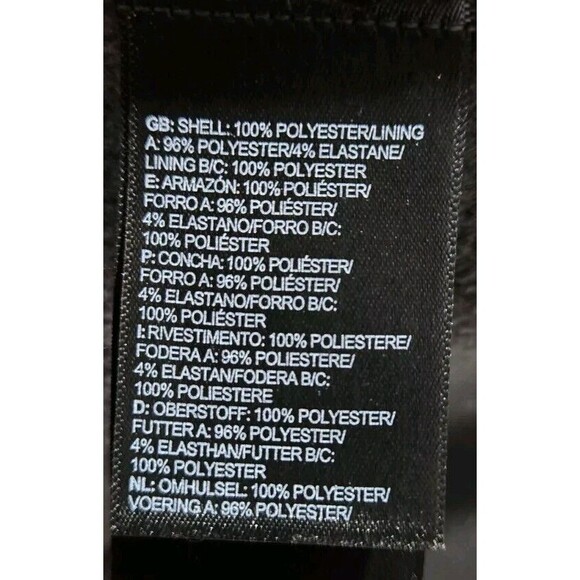 GB: SHELL: 100% POLYESTER/LINING
A: 96% POLYESTER/4% ELASTANE/
LINING B/C: 100% POLYESTER
E: ARMAZÓN: 100% POLIÉSTER/
FORRO A: 96% POLIÉSTER/
4% ELASTANO/FORRO B/C:
100% POLIÉSTER
P: CONCHA: 100% POLIÉSTER/
FORRO A: 96% POLIÉSTER/
4% ELASTANO/FORRO B/C:
100% POLIÉSTER
I: RIVESTIMENTO: 100% POLIESTERE/
FODERA A: 96% POLIESTERE/
4% ELASTAN/FODERA B/C:
100% POLIESTERE
D: OBERSTOFF: 100% POLYESTER/
FUTTER A: 96% POLYESTER/
4% ELASTHAN/FUTTER B/C:
100% POLYESTER
NL: OMHULSEL: 100% POLYESTER/
VOERING A: 96% POLYESTER/